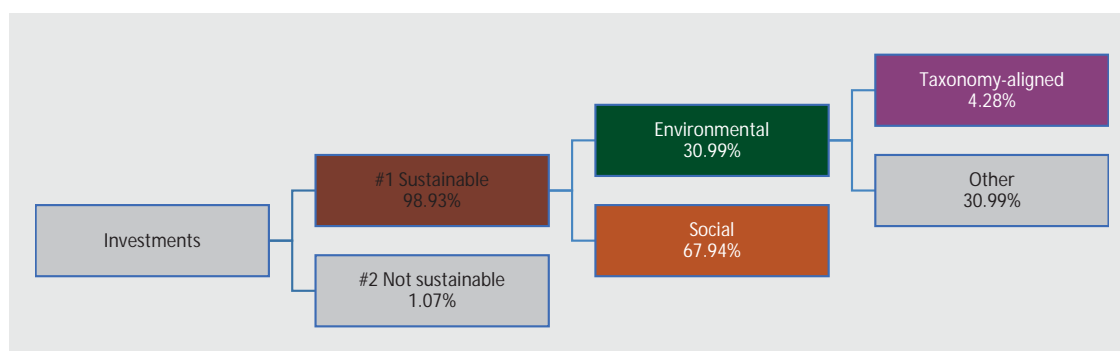 Investments
#1 Sustainable
98.93%
#2 Not sustainable
1.07%
Environmental
30.99%
Social
67.94%
Taxonomy-aligned
4.28%
Other
30.99%